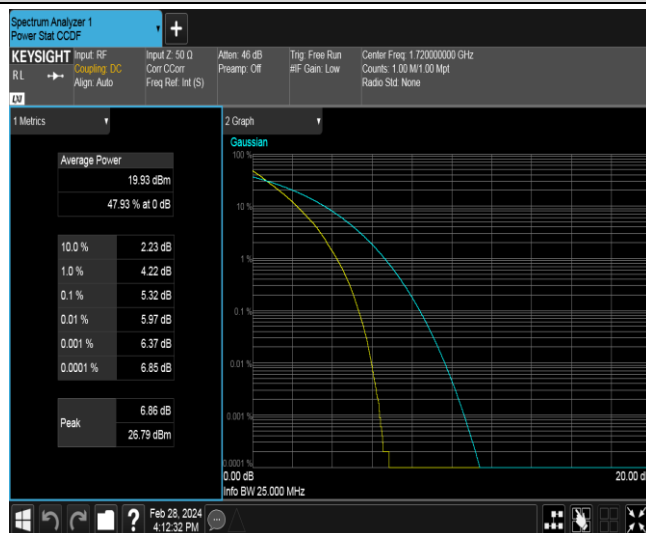 Spectrum Analyzer 1
Power Stat CCDF
KEYSIGHT
RL
LXI
Input: RF
Coupling: DC
Align: Auto
Input Z: 50 Ω
Corr CCorr
Freq Ref: Int (S)
Atten: 46 dB
Preamp: Off
Trig: Free Run
#IF Gain: Low
Center Freq: 1.720000000 GHz
Counts: 1.00 M/1.00 Mpt
Radio Std: None
1 Metrics
Average Power
19.93 dBm
47.93 % at 0 dB
10.0 % 2.23 dB
1.0 % 4.22 dB
0.1 % 5.32 dB
0.01 % 5.97 dB
0.001 % 6.37 dB
0.0001 % 6.85 dB
Peak
6.86 dB
26.79 dBm
2 Graph
Gaussian
100 %
10 %
1 %
0.1 %
0.01 %
0.001 %
0.0001 %
0.00 dB
20.00 d
Info BW 25.000 MHz
?
Feb 28, 2024
4:12:32 PM